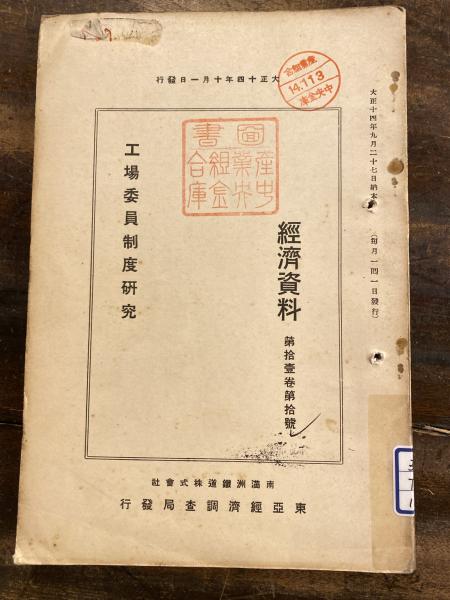 大正十四年九月二十七日納本
(每月一回一日發行)
大正十四年十月一日發行
產業組合
14.11.3
中央金庫
圖書
產業組合
中央金庫
經濟資料
第拾壹卷第拾號
工場委員制度研究
南滿洲鐵道株式會社
東亞經濟調查局發行